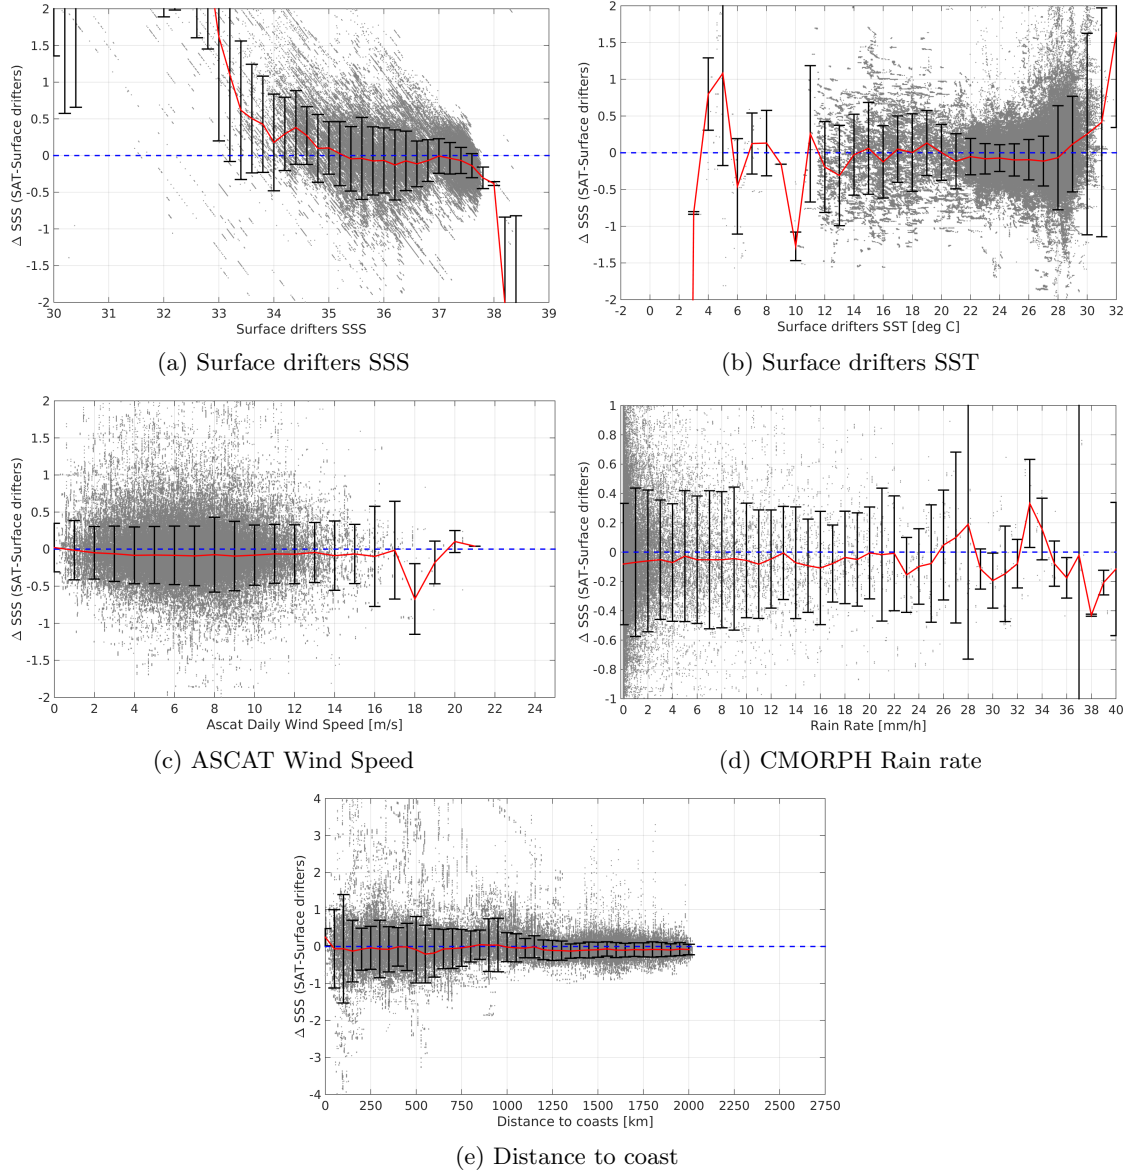 2
1.5
1
0.5
0
-0.5
-1
-1.5
-2
Δ SSS (SAT-Surface drifters)
30 31 32 33 34 35 36 37 38 39
Surface drifters SSS
(a) Surface drifters SSS
2
1.5
1
0.5
0
-0.5
-1
-1.5
-2
Δ SSS (SAT-Surface drifters)
-2 0 2 4 6 8 10 12 14 16 18 20 22 24 26 28 30 32
Surface drifters SST [deg C]
(b) Surface drifters SST
2
1.5
1
0.5
0
-0.5
-1
-1.5
-2
Δ SSS (SAT-Surface drifters)
0 2 4 6 8 10 12 14 16 18 20 22 24
Ascat Daily Wind Speed [m/s]
(c) ASCAT Wind Speed
1
0.8
0.6
0.4
0.2
0
-0.2
-0.4
-0.6
-0.8
-1
Δ SSS (SAT-Surface drifters)
0 2 4 6 8 10 12 14 16 18 20 22 24 26 28 30 32 34 36 38 40
Rain Rate [mm/h]
(d) CMORPH Rain rate
4
3
2
1
0
-1
-2
-3
-4
Δ SSS (SAT-Surface drifters)
0 250 500 750 1000 1250 1500 1750 2000 2250 2500 2750
Distance to coasts [km]
(e) Distance to coast